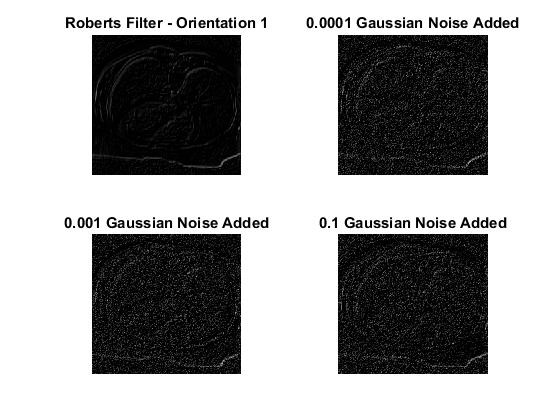 Roberts Filter - Orientation 1
0.0001 Gaussian Noise Added
0.001 Gaussian Noise Added
0.1 Gaussian Noise Added